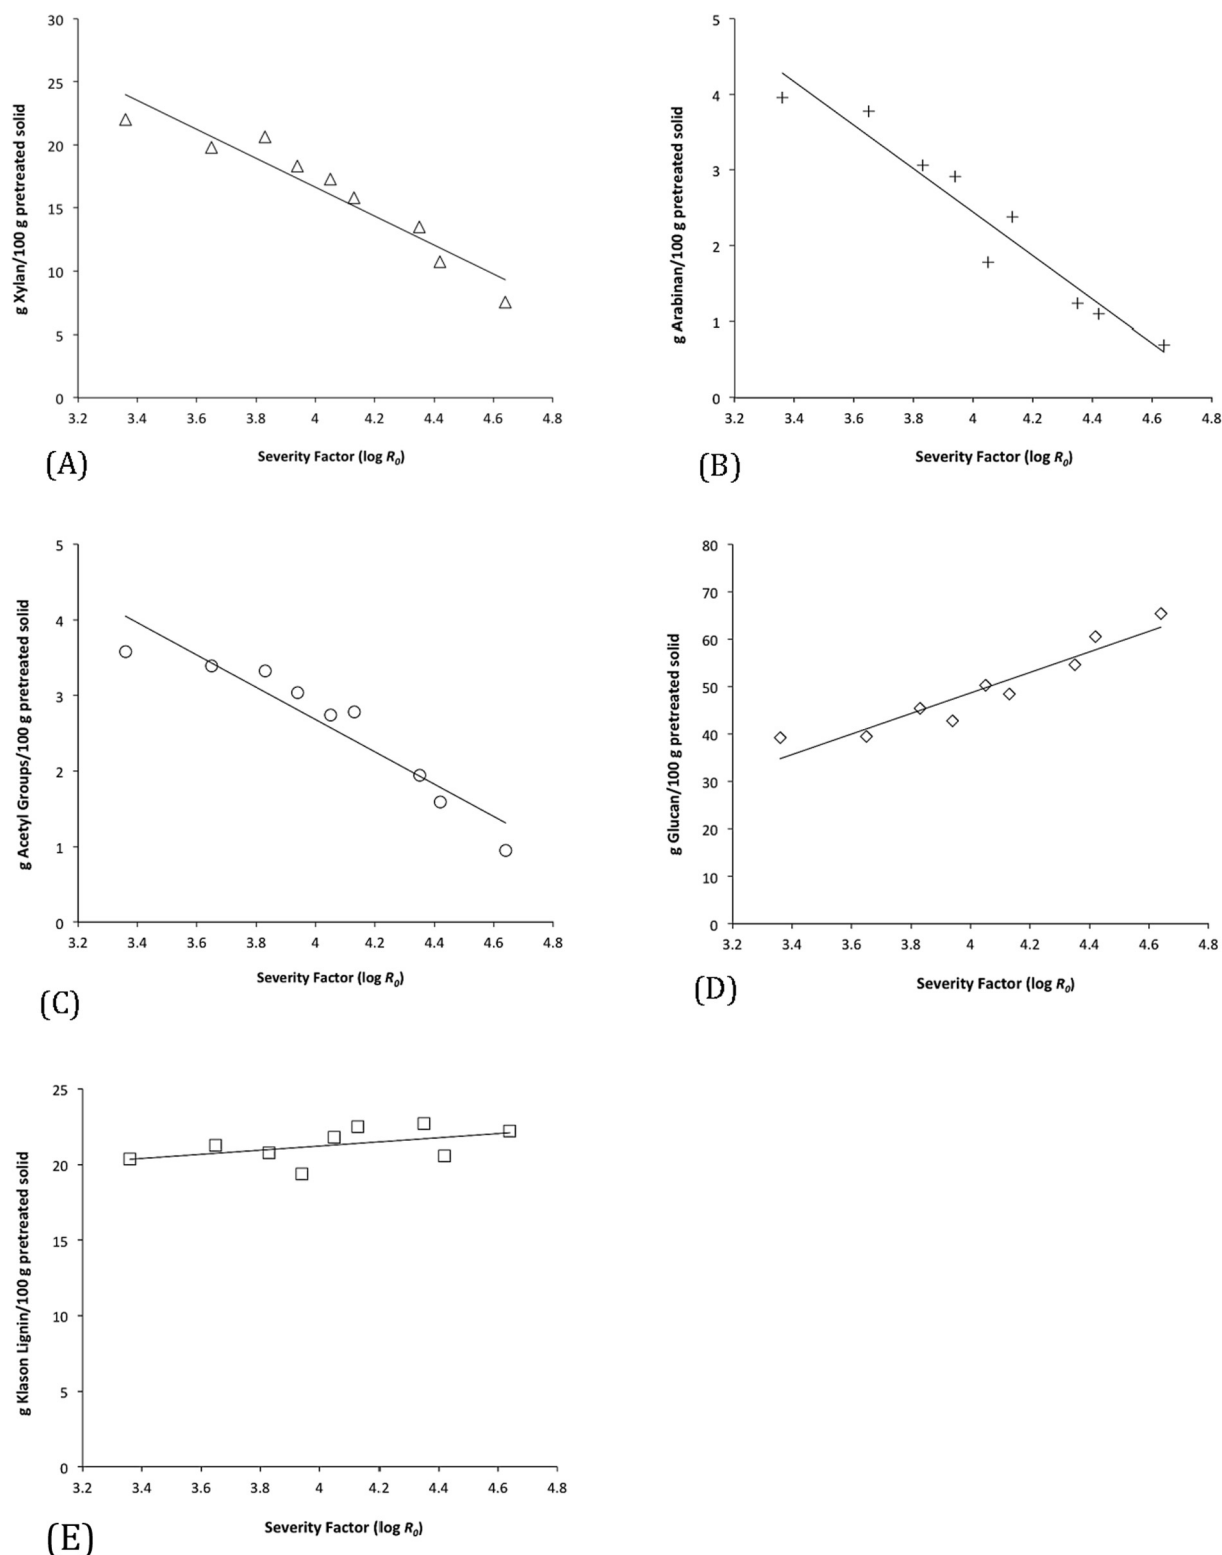 30
25
20
15
10
5
0
3.2 3.4 3.6 3.8 4 4.2 4.4 4.6 4.8
g Xylan/100 g pretreated solid
Severity Factor (log R0)
(A)
5
4
3
2
1
0
3.2 3.4 3.6 3.8 4 4.2 4.4 4.6 4.8
g Arabinan/100 g pretreated solid
Severity Factor (log R0)
(B)
5
4
3
2
1
0
3.2 3.4 3.6 3.8 4 4.2 4.4 4.6 4.8
g Acetyl Groups/100 g pretreated solid
Severity Factor (log R0)
(C)
80
70
60
50
40
30
20
10
0
3.2 3.4 3.6 3.8 4 4.2 4.4 4.6 4.8
g Glucan/100 g pretreated solid
Severity Factor (log R0)
(D)
25
20
15
10
5
0
3.2 3.4 3.6 3.8 4 4.2 4.4 4.6 4.8
g Klason Lignin/100 g pretreated solid
Severity Factor (log R0)
(E)